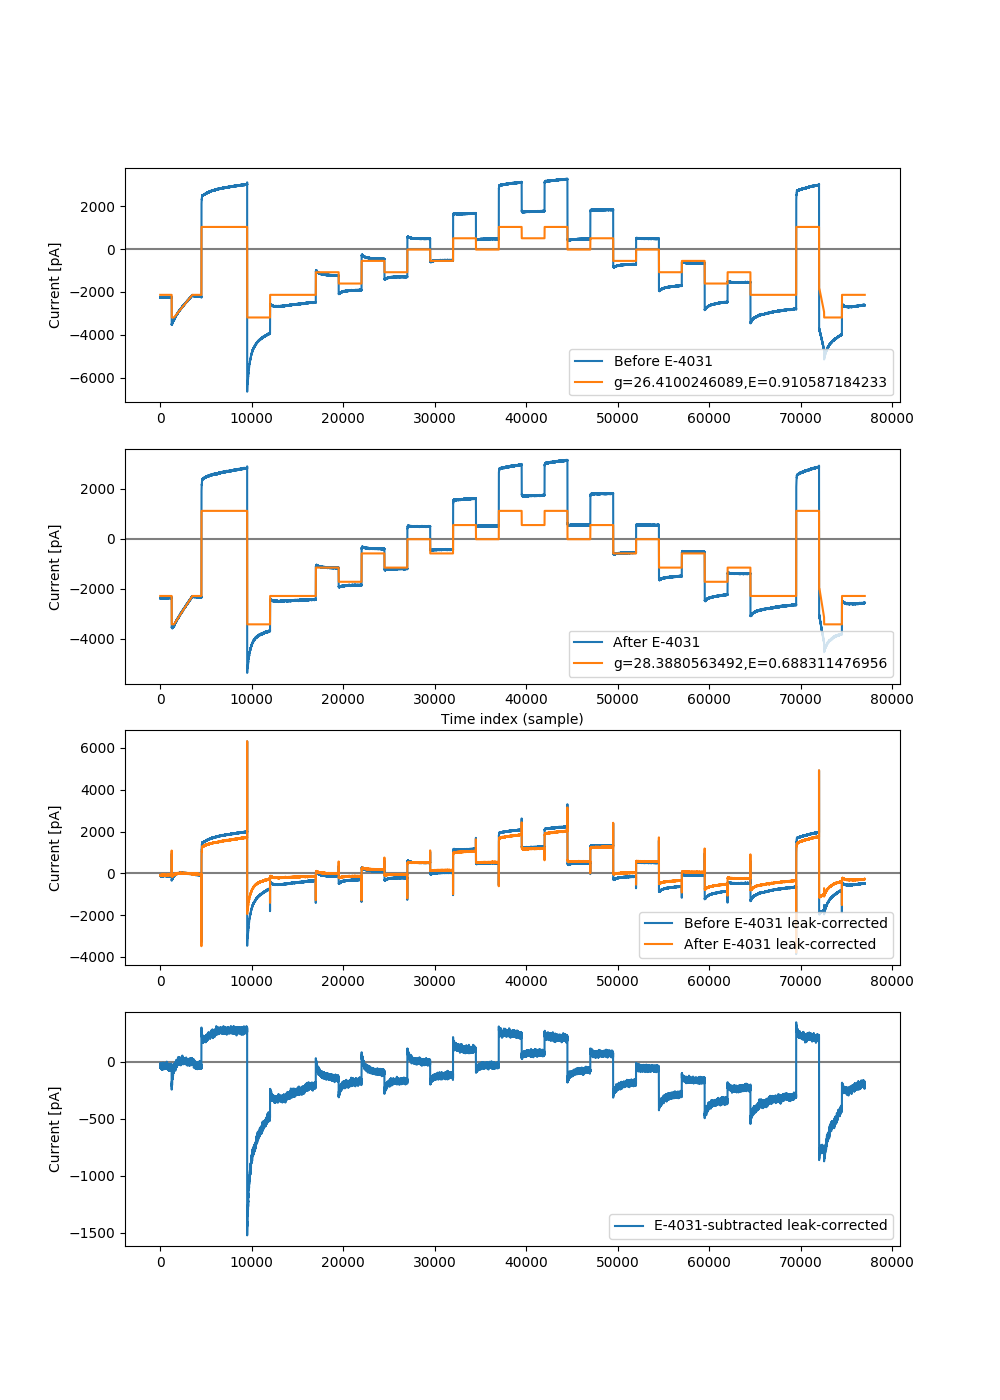 2000
0
−2000
−4000
−6000
Current [pA]
Before E-4031
g=26.4100246089,E=0.910587184233
0 10000 20000 30000 40000 50000 60000 70000 80000
2000
0
−2000
−4000
Current [pA]
After E-4031
g=28.3880563492,E=0.688311476956
0 10000 20000 30000 40000 50000 60000 70000 80000
Time index (sample)
6000
4000
2000
0
−2000
−4000
Current [pA]
Before E-4031 leak-corrected
After E-4031 leak-corrected
0 10000 20000 30000 40000 50000 60000 70000 80000
0
−500
−1000
−1500
Current [pA]
E-4031-subtracted leak-corrected
0 10000 20000 30000 40000 50000 60000 70000 80000